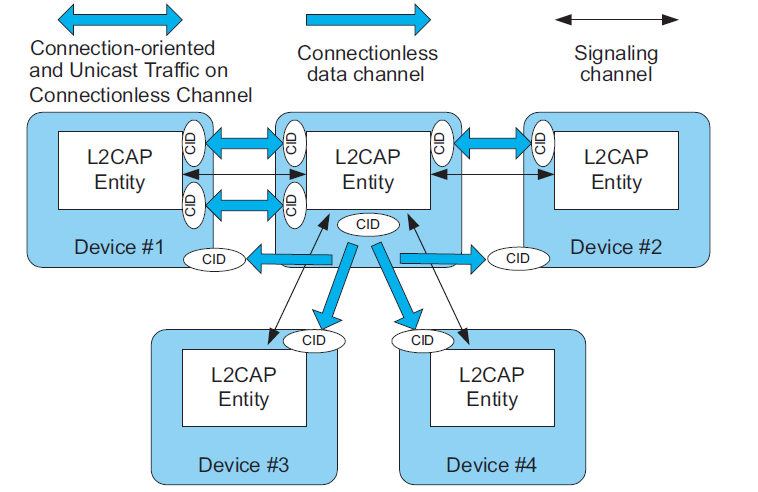 Connection-oriented
and Unicast Traffic on
Connectionless Channel
Connectionless
data channel
Signaling
channel
CID
CID
CID
CID
L2CAP
Entity
L2CAP
Entity
L2CAP
Entity
CID
CID
CID
Device #1
Device #2
CID
CID
CID
CID
L2CAP
Entity
L2CAP
Entity
Device #3
Device #4